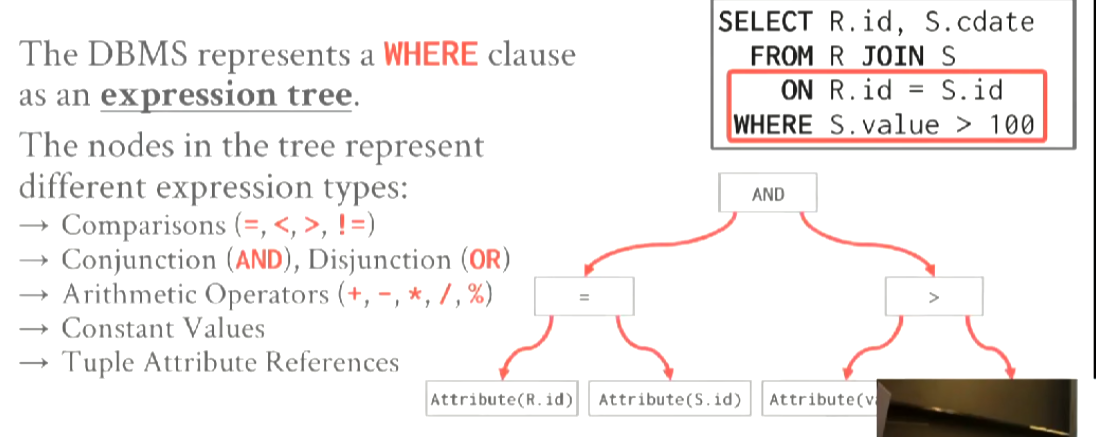 The DBMS represents a WHERE clause
as an expression tree.
The nodes in the tree represent
different expression types:
→ Comparisons (=, <, >, !=)
→ Conjunction (AND), Disjunction (OR)
→ Arithmetic Operators (+, -, *, /, %)
→ Constant Values
→ Tuple Attribute References
SELECT R.id, S.cdate
FROM R JOIN S
ON R.id = S.id
WHERE S.value > 100
AND
=
>
Attribute(R.id)
Attribute(S.id)